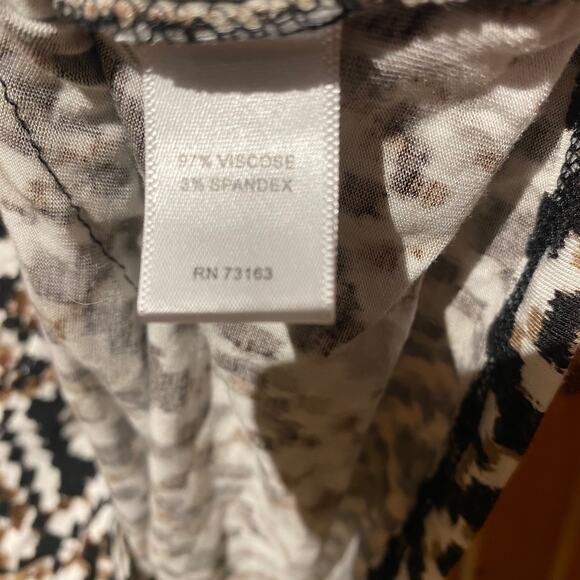 97% VISCOSE
3% SPANDEX
RN 73163